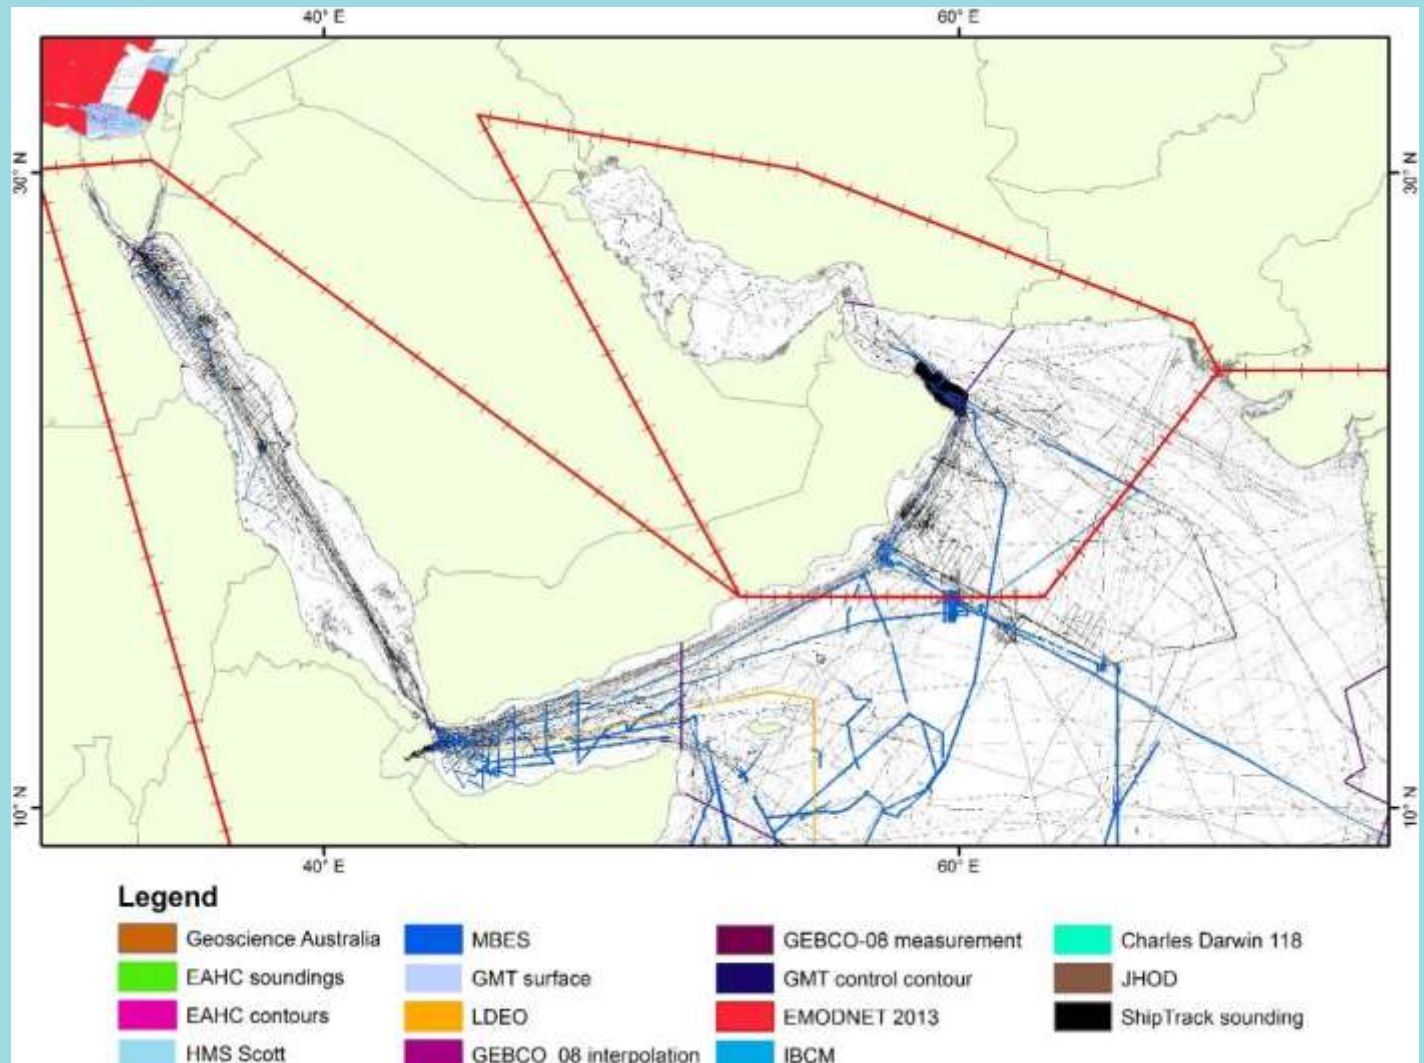 40° E 60° E
30° N 30° N
10° N 10° N
40° E 60° E
Legend
Geoscience Australia MBES GEBCO-08 measurement Charles Darwin 118
EAHC soundings GMT surface GMT control contour JHOD
EAHC contours LDEO EMODNET 2013 ShipTrack sounding
HMS Scott GEBCO_08 interpolation IBCM